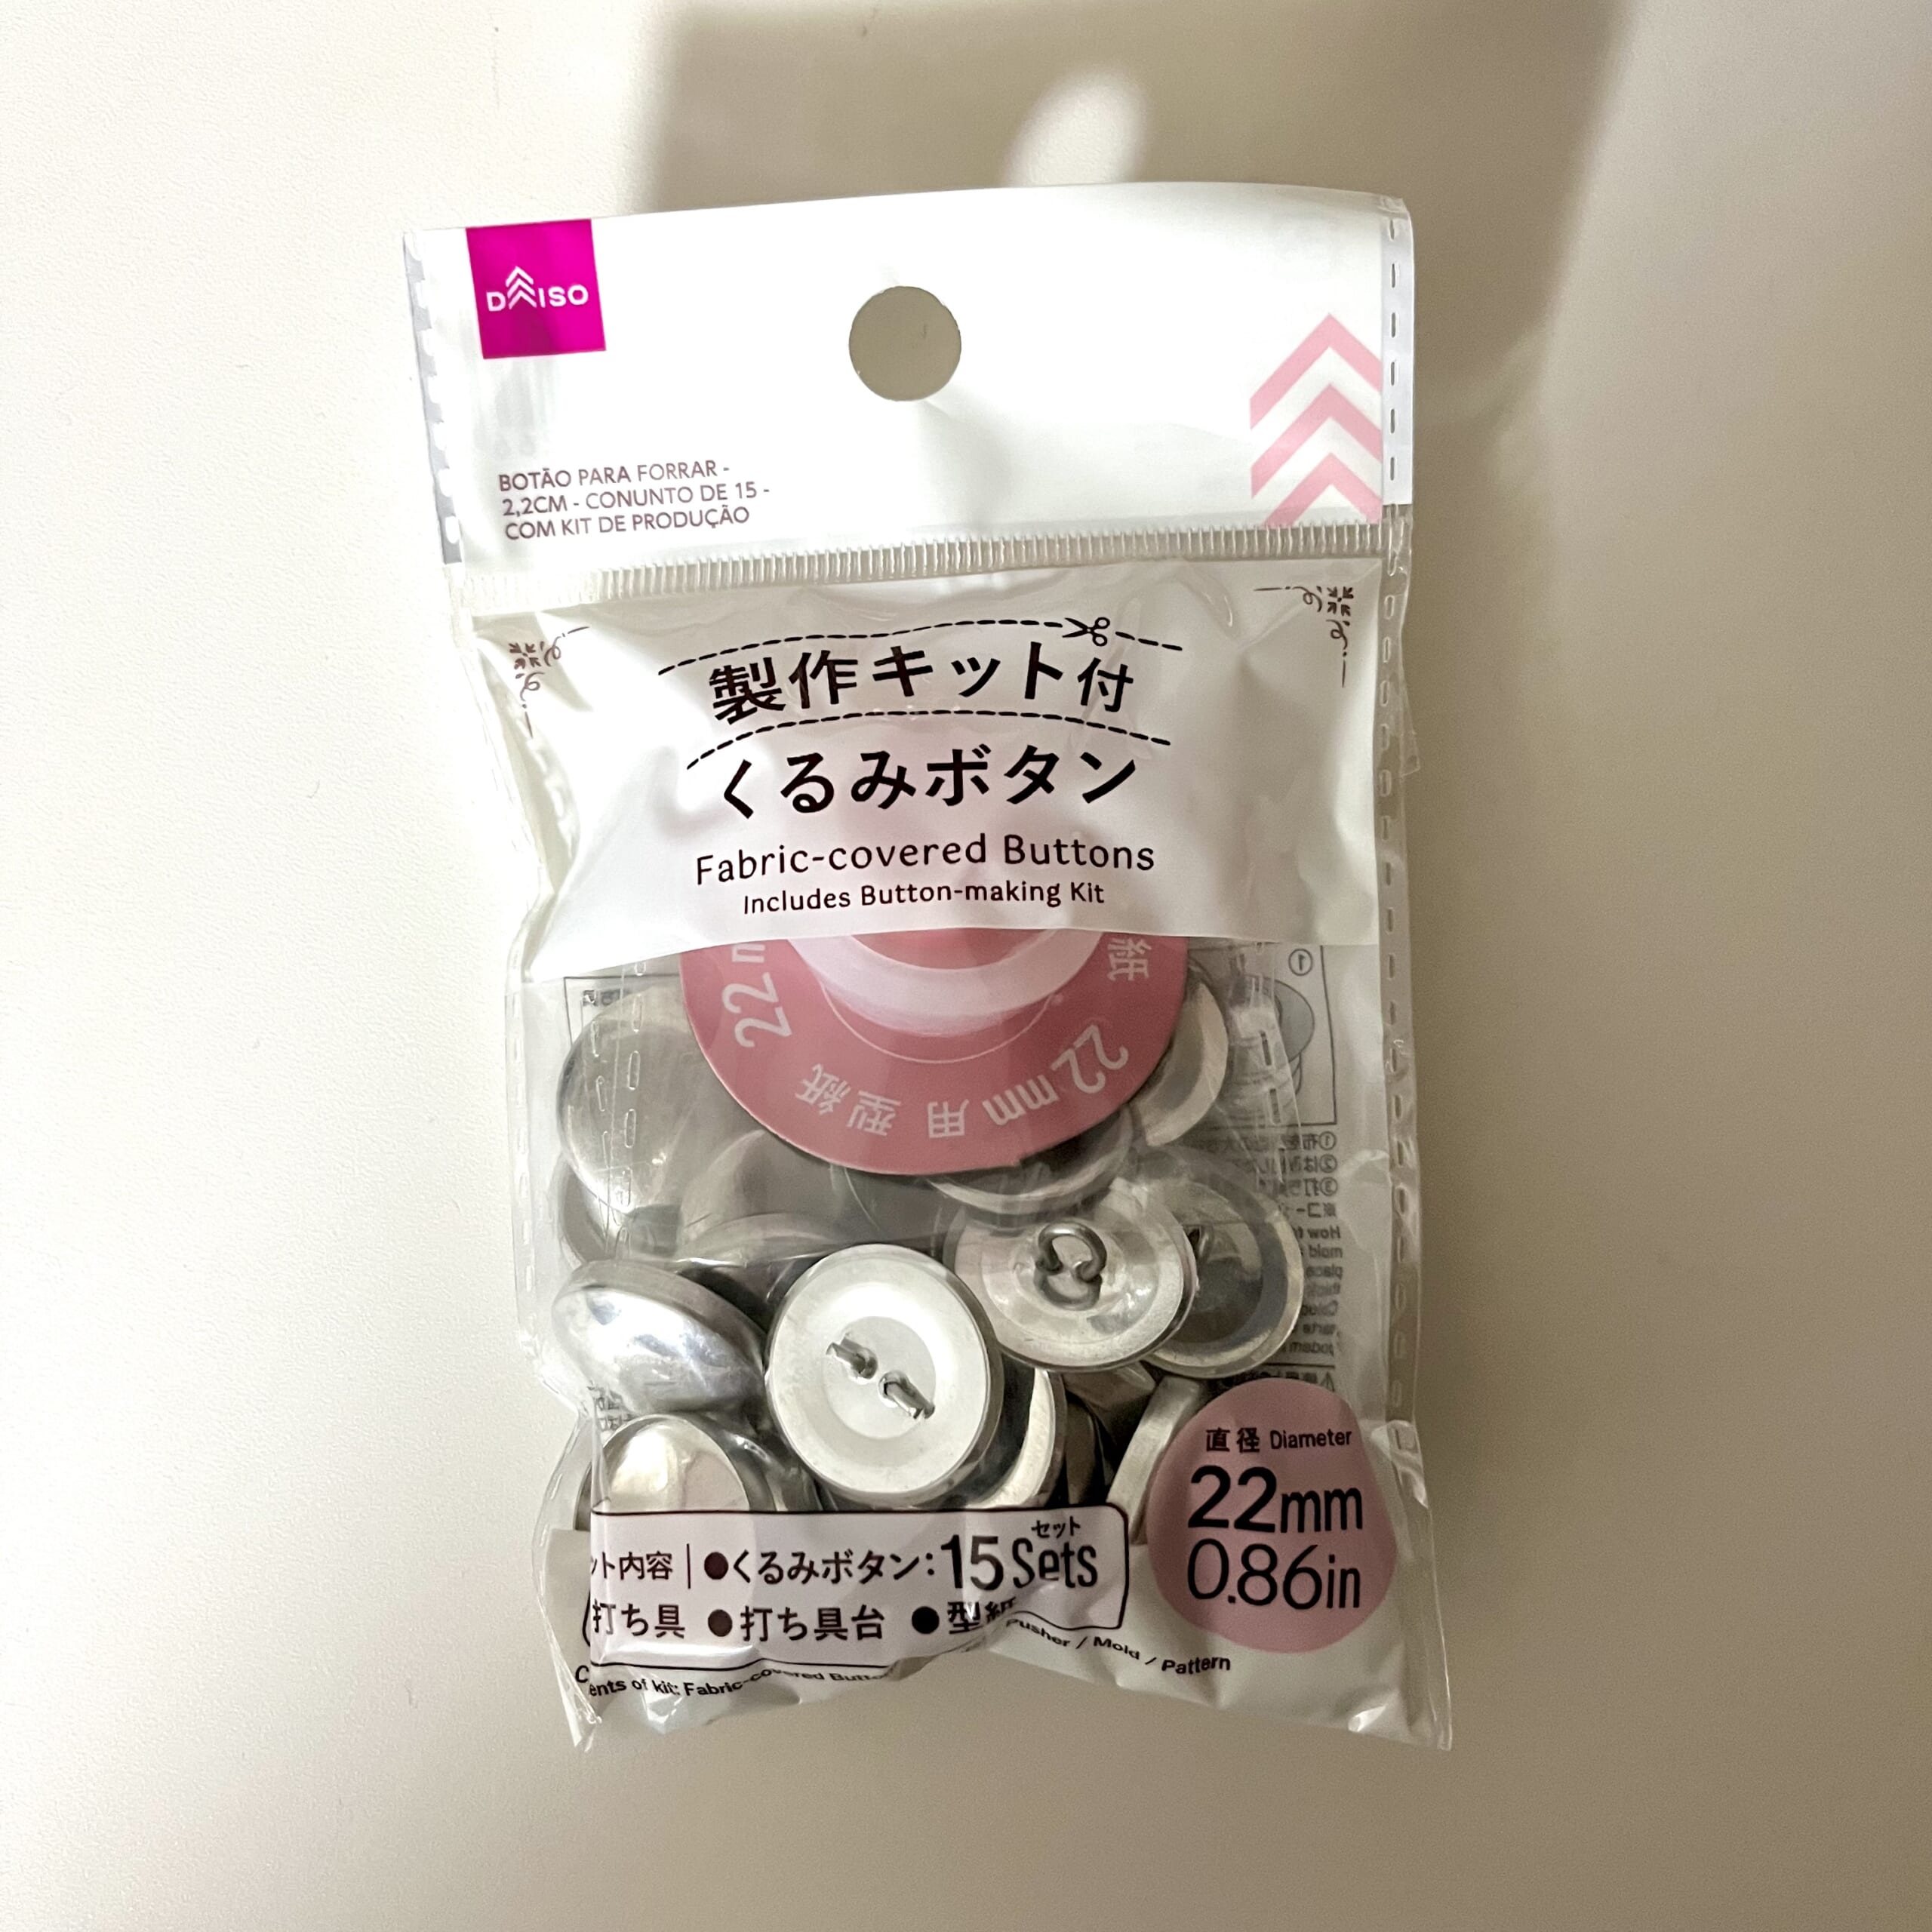 DAISO
BOTÃO PARA FORRAR -
2,2CM - CONUNTO DE 15 -
COM KIT DE PRODUÇÃO
製作キット付
くるみボタン
Fabric-covered Buttons
Includes Button-making Kit
22mm用型紙
直径 Diameter
22mm
0.86in
セット
ット内容 ●くるみボタン:15Sets
打ち具 ●打ち具台 ●型紙
ents of kit: Fabric-covered Button
Pusher / Mold / Pattern